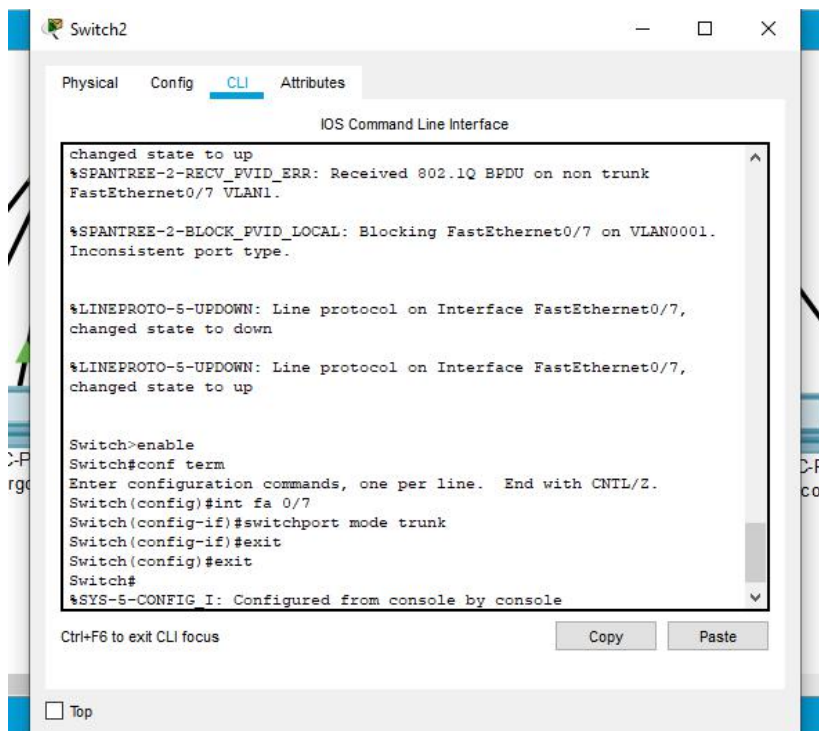 Switch2
Physical Config CLI Attributes
IOS Command Line Interface
changed state to up
%SPANTREE-2-RECV_PVID_ERR: Received 802.1Q BPDU on non trunk
FastEthernet0/7 VLAN1.
%SPANTREE-2-BLOCK_PVID_LOCAL: Blocking FastEthernet0/7 on VLAN0001.
Inconsistent port type.
%LINEPROTO-5-UPDOWN: Line protocol on Interface FastEthernet0/7,
changed state to down
%LINEPROTO-5-UPDOWN: Line protocol on Interface FastEthernet0/7,
changed state to up
Switch>enable
Switch#conf term
Enter configuration commands, one per line. End with CNTL/Z.
Switch(config)#int fa 0/7
Switch(config-if)#switchport mode trunk
Switch(config-if)#exit
Switch(config)#exit
Switch#
%SYS-5-CONFIG_I: Configured from console by console
Ctrl+F6 to exit CLI focus
Copy Paste
Top